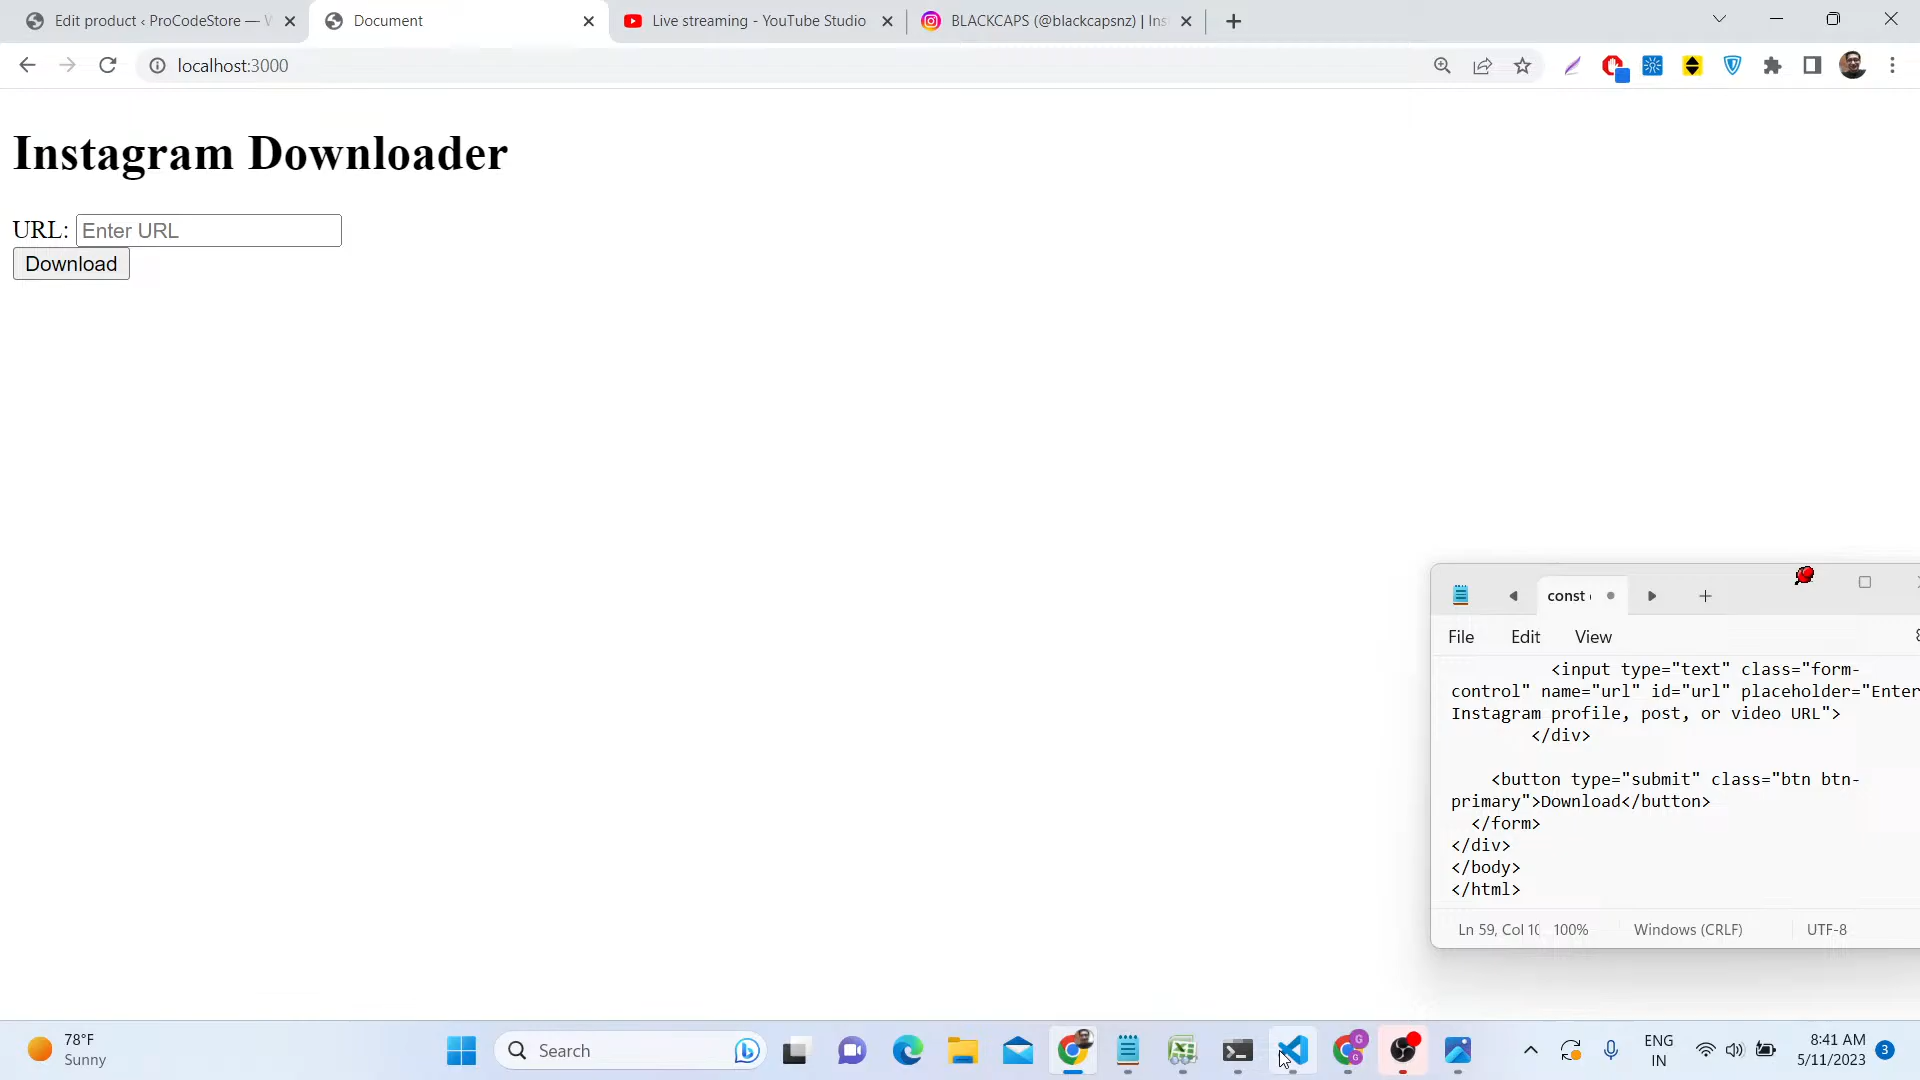 Edit product ‹ ProCodeStore —
Document
Live streaming - YouTube Studio
BLACKCAPS (@blackcapsnz) | Ins
localhost:3000
Instagram Downloader
URL: Enter URL
Download
const
File Edit View
<input type="text" class="form-
control" name="url" id="url" placeholder="Enter
Instagram profile, post, or video URL">
</div>
<button type="submit" class="btn btn-
primary">Download</button>
</form>
</div>
</body>
</html>
Ln 59, Col 10 100% Windows (CRLF) UTF-8
78°F
Sunny
Search
ENG
IN
8:41 AM
5/11/2023
3